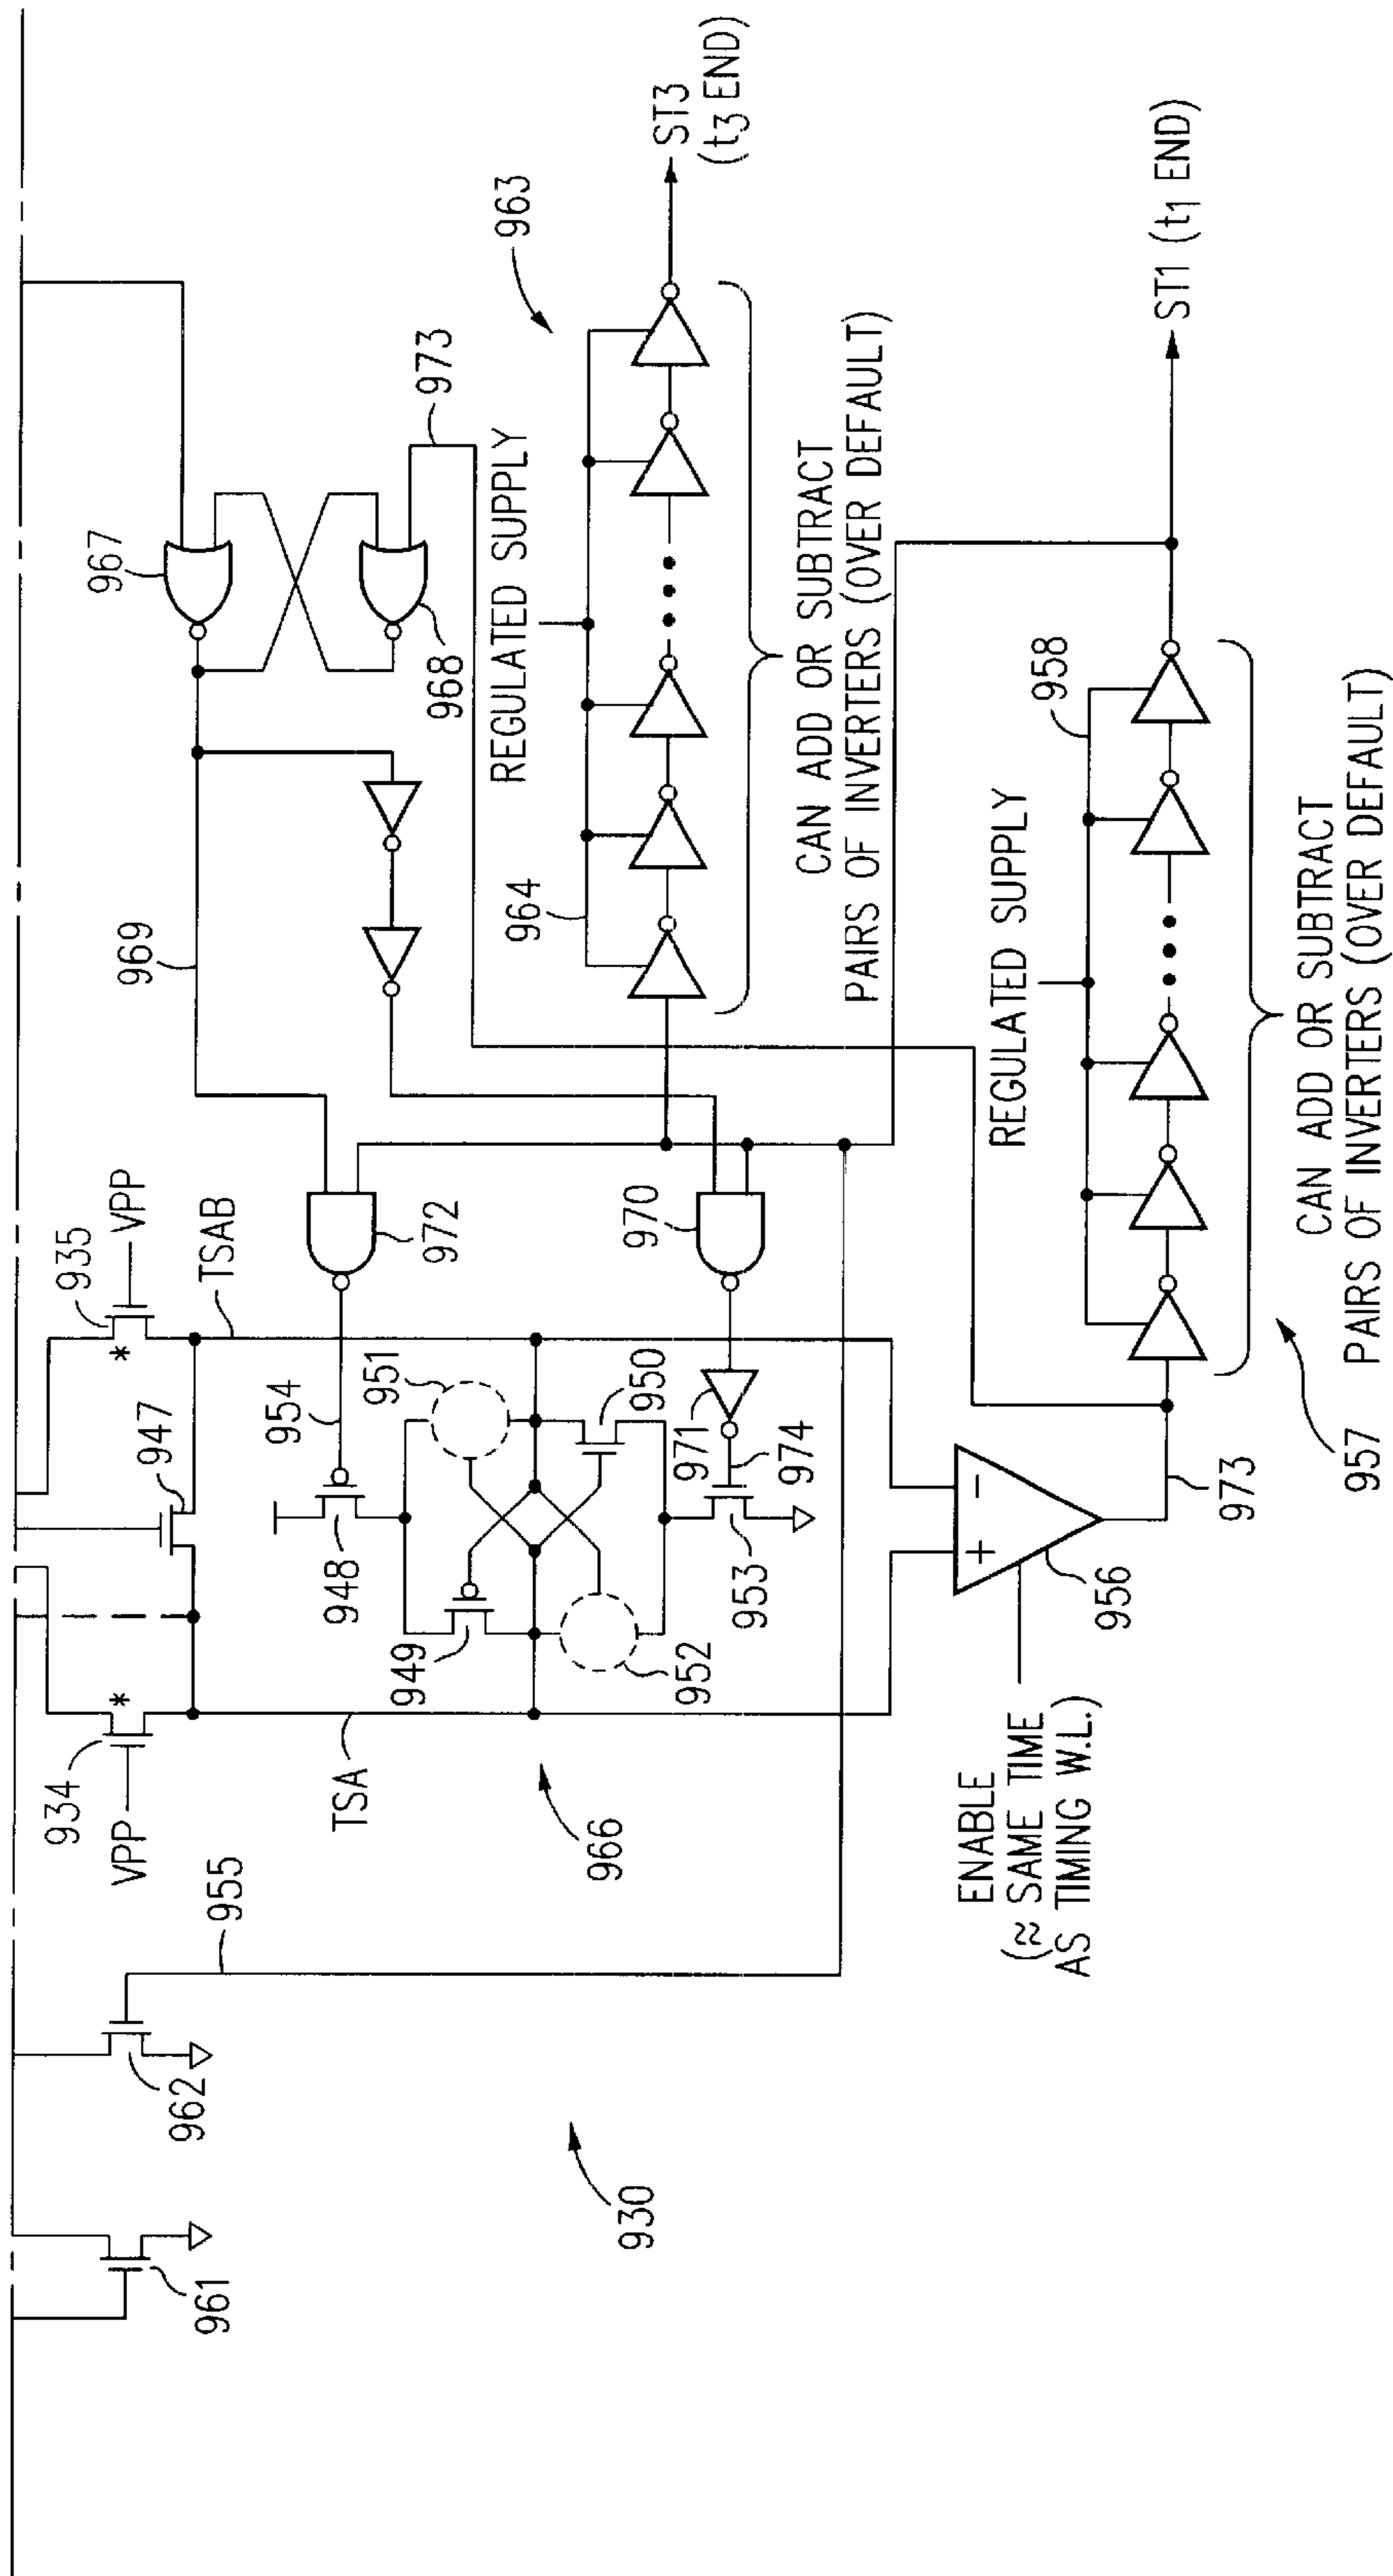 967
973
968
969
REGULATED SUPPLY
963
ST3
(t3 END)
964
CAN ADD OR SUBTRACT
PAIRS OF INVERTERS (OVER DEFAULT)
935
VPP
*
TSAB
972
947
954
951
970
950
971
974
948
949
952
953
934
VPP
*
TSA
966
+
−
956
973
ENABLE
(≈ SAME TIME
AS TIMING W.L.)
REGULATED SUPPLY
958
957
CAN ADD OR SUBTRACT
PAIRS OF INVERTERS (OVER DEFAULT)
ST1 (t1 END)
955
962
961
930